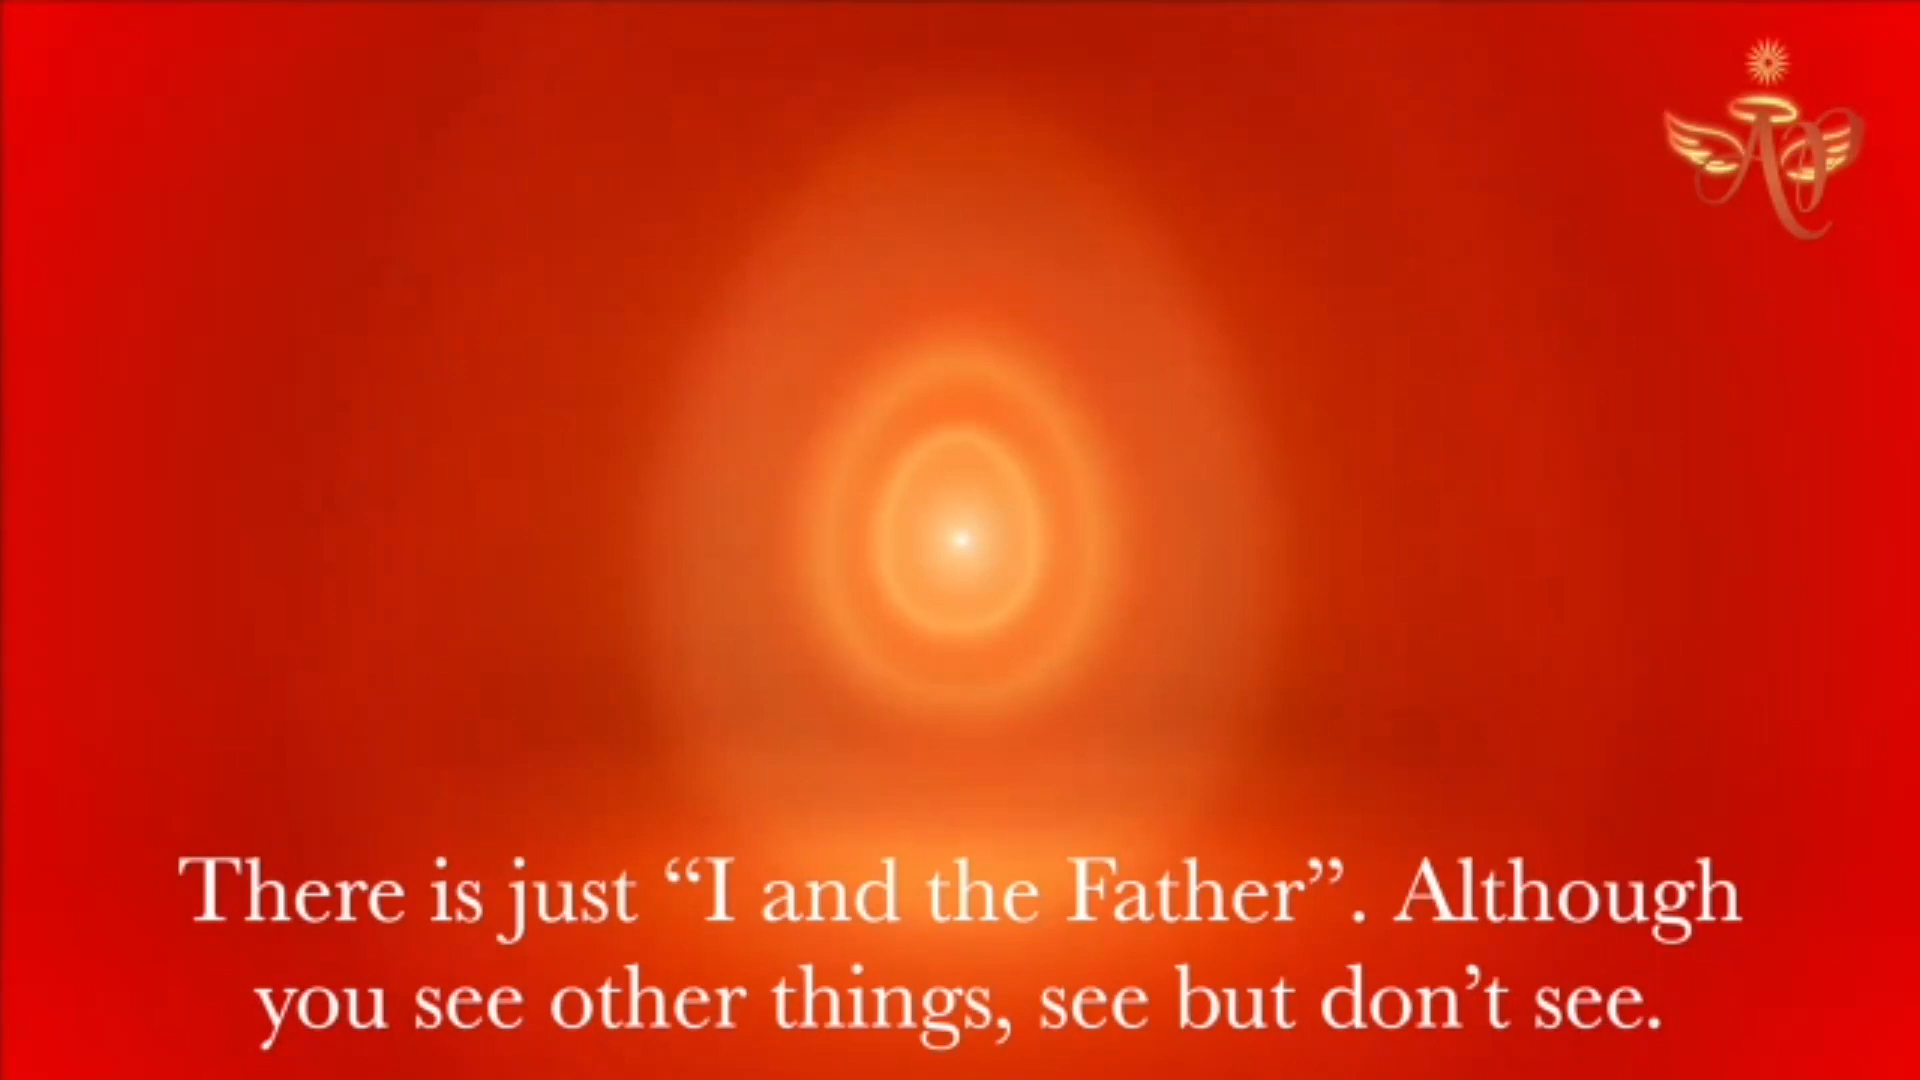 There is just “I and the Father”. Although
you see other things, see but don’t see.